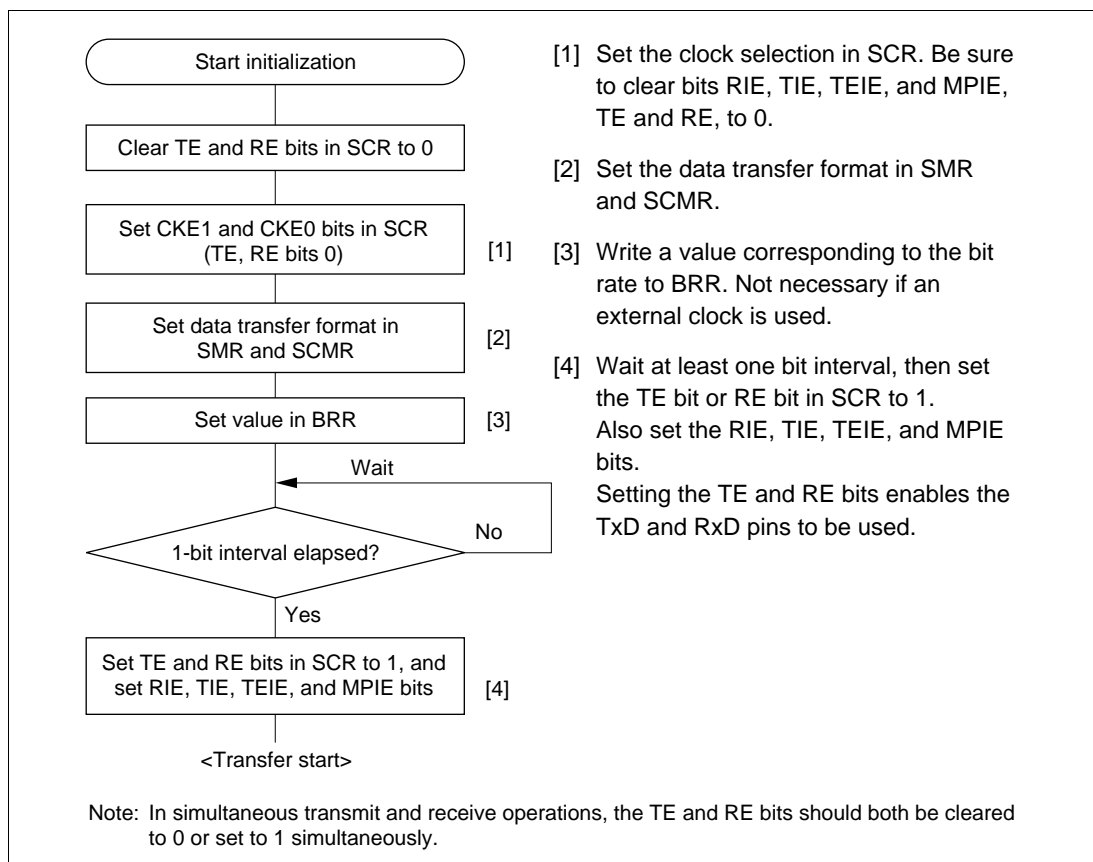 Start initialization
Clear TE and RE bits in SCR to 0
Set CKE1 and CKE0 bits in SCR
(TE, RE bits 0)
[1]
Set data transfer format in
SMR and SCMR
[2]
Set value in BRR
[3]
Wait
No
1-bit interval elapsed?
Yes
Set TE and RE bits in SCR to 1, and
set RIE, TIE, TEIE, and MPIE bits
[4]
<Transfer start>
[1] Set the clock selection in SCR. Be sure
to clear bits RIE, TIE, TEIE, and MPIE,
TE and RE, to 0.
[2] Set the data transfer format in SMR
and SCMR.
[3] Write a value corresponding to the bit
rate to BRR. Not necessary if an
external clock is used.
[4] Wait at least one bit interval, then set
the TE bit or RE bit in SCR to 1.
Also set the RIE, TIE, TEIE, and MPIE
bits.
Setting the TE and RE bits enables the
TxD and RxD pins to be used.
Note: In simultaneous transmit and receive operations, the TE and RE bits should both be cleared
to 0 or set to 1 simultaneously.